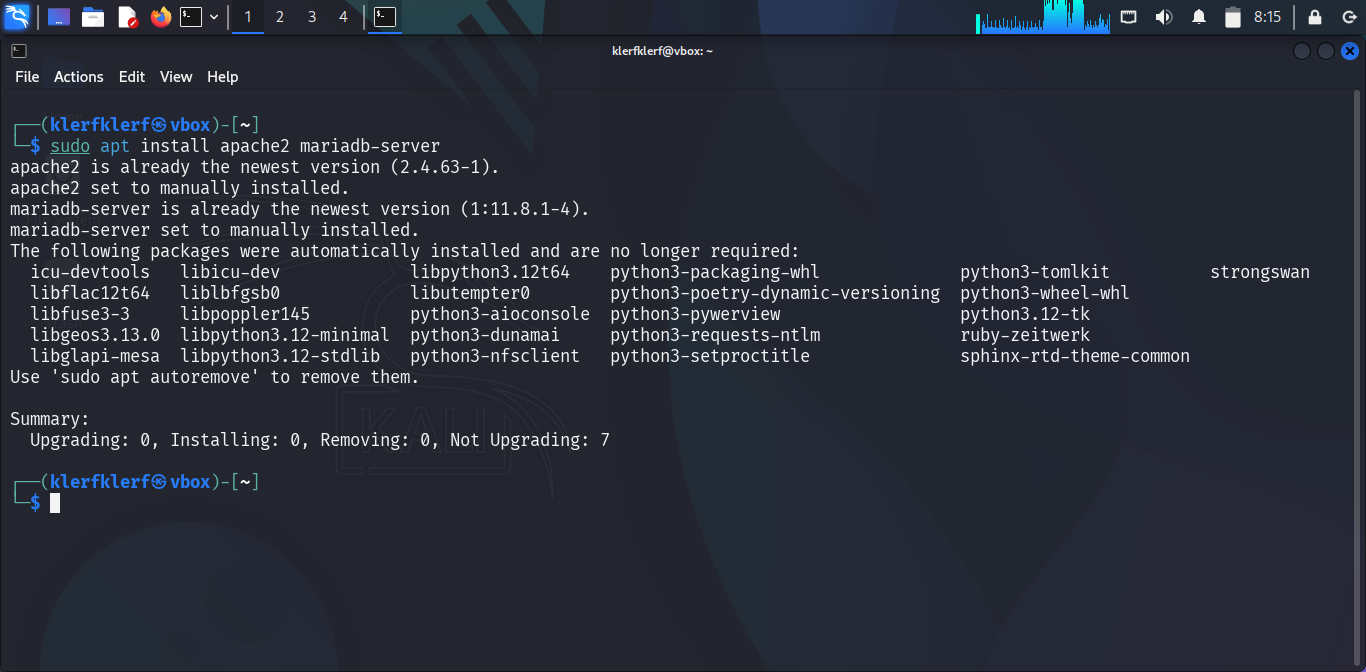 1 2 3 4 8:15
klerfklerf@vbox: ~
File Actions Edit View Help
┌──(klerfklerf㉿vbox)-[~]
└─$ sudo apt install apache2 mariadb-server
apache2 is already the newest version (2.4.63-1).
apache2 set to manually installed.
mariadb-server is already the newest version (1:11.8.1-4).
mariadb-server set to manually installed.
The following packages were automatically installed and are no longer required:
icu-devtools libicu-dev libpython3.12t64 python3-packaging-whl python3-tomlkit strongswan
libflac12t64 liblbfgsb0 libutempter0 python3-poetry-dynamic-versioning python3-wheel-whl
libfuse3-3 libpoppler145 python3-aioconsole python3-pywerview python3.12-tk
libgeos3.13.0 libpython3.12-minimal python3-dunamai python3-requests-ntlm ruby-zeitwerk
libglapi-mesa libpython3.12-stdlib python3-nfsclient python3-setproctitle sphinx-rtd-theme-common
Use 'sudo apt autoremove' to remove them.
Summary:
Upgrading: 0, Installing: 0, Removing: 0, Not Upgrading: 7
KALI
┌──(klerfklerf㉿vbox)-[~]
└─$